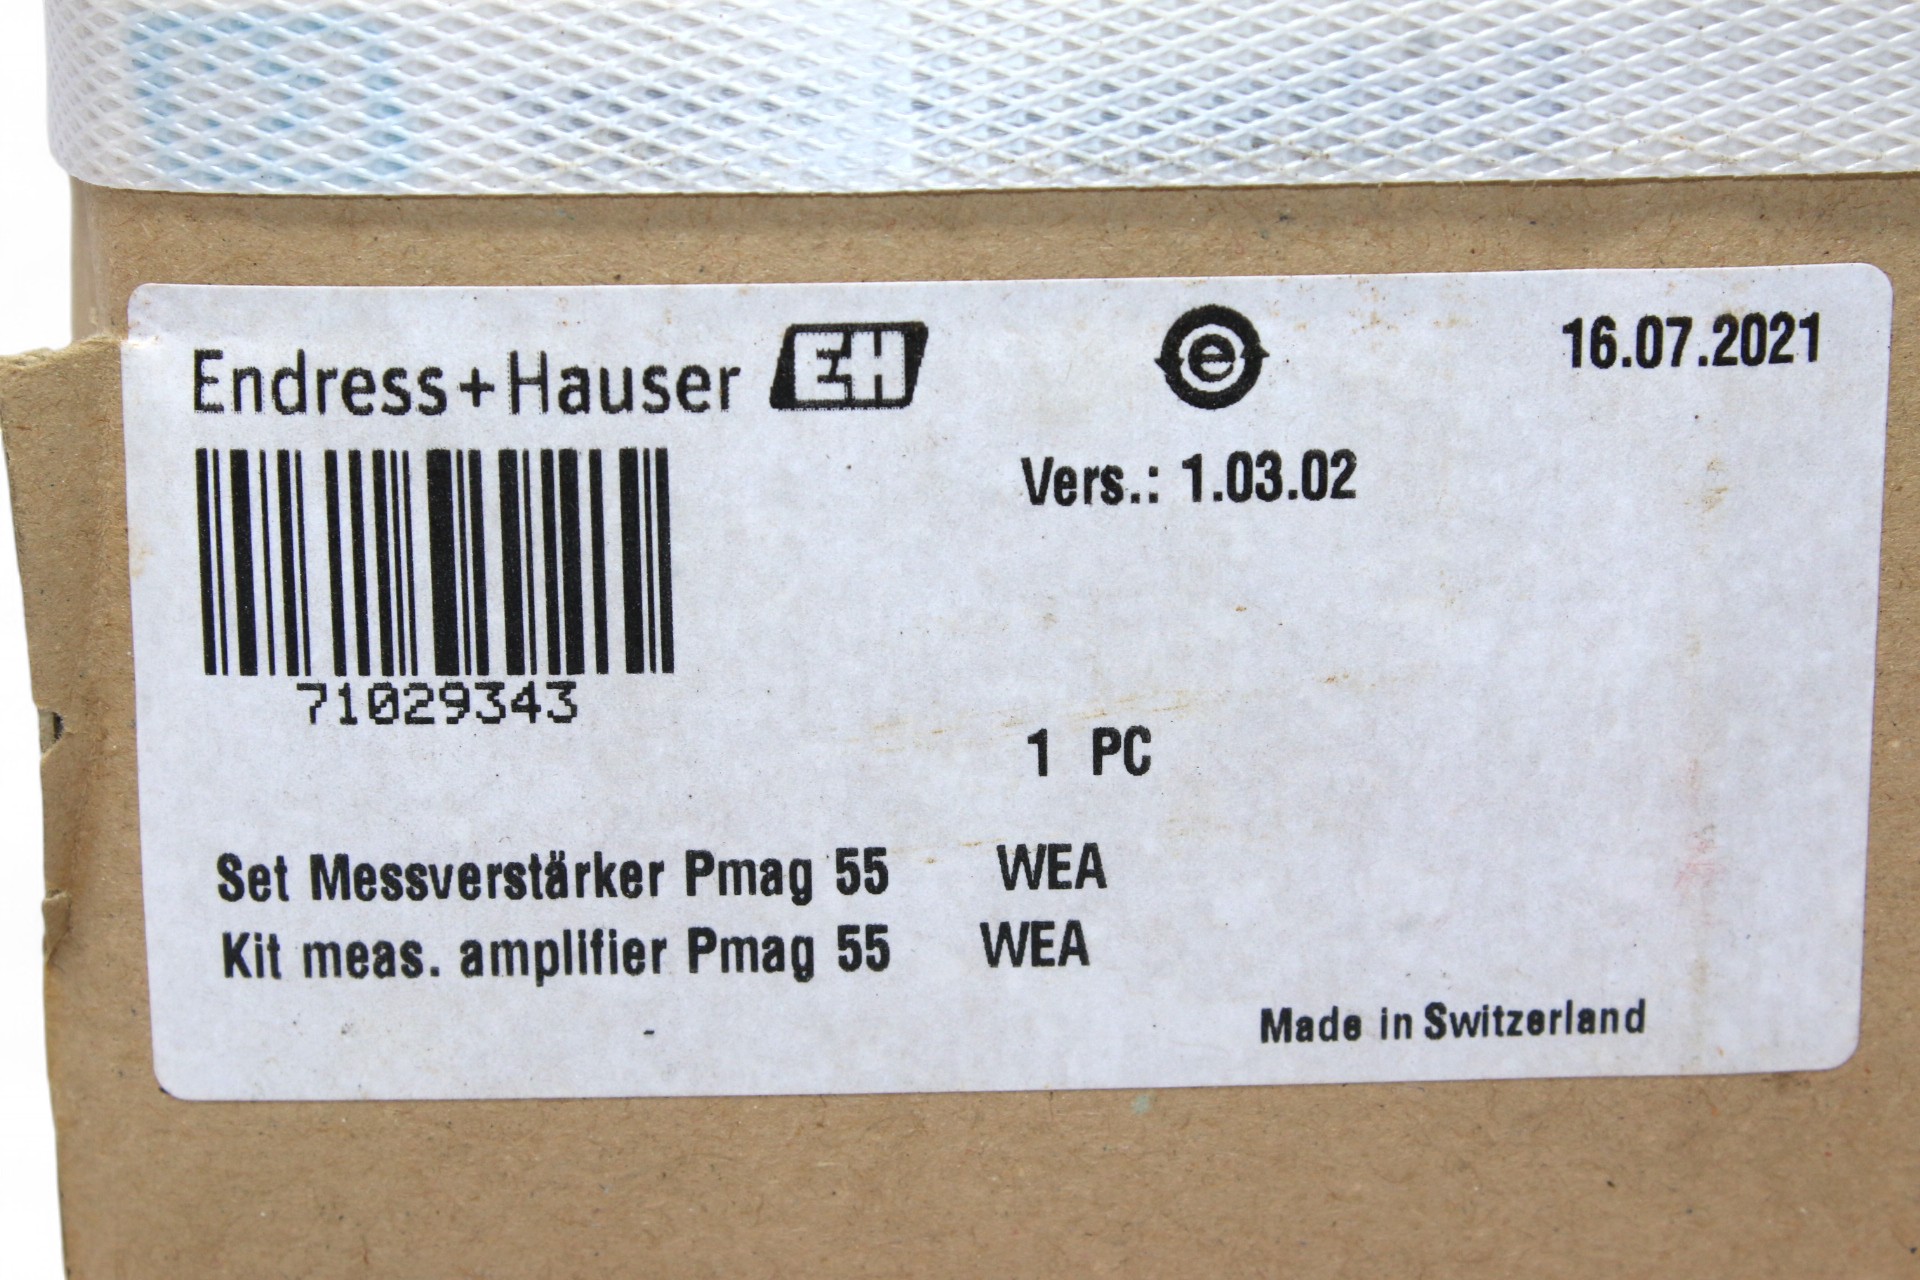 Endress+Hauser EH
e
16.07.2021
Vers.: 1.03.02
71029343
1 PC
Set Messverstärker Pmag 55 WEA
Kit meas. amplifier Pmag 55 WEA
-
Made in Switzerland